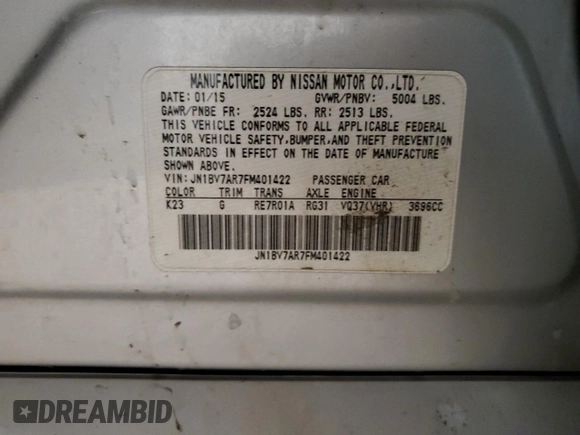 MANUFACTURED BY NISSAN MOTOR CO.,LTD.
DATE: 01/15 GVWR/PNBV: 5004 LBS.
GAWR/PNBE FR: 2524 LBS. RR: 2513 LBS.
THIS VEHICLE CONFORMS TO ALL APPLICABLE FEDERAL
MOTOR VEHICLE SAFETY,BUMPER,AND THEFT PREVENTION
STANDARDS IN EFFECT ON THE DATE OF MANUFACTURE
SHOWN ABOVE.
VIN: JN1BV7AR7FM401422 PASSENGER CAR
COLOR TRIM TRANS AXLE ENGINE
K23 G RE7R01A RG31 VQ37(VHR) 3696CC
JN1BV7AR7FM401422
DREAMBID